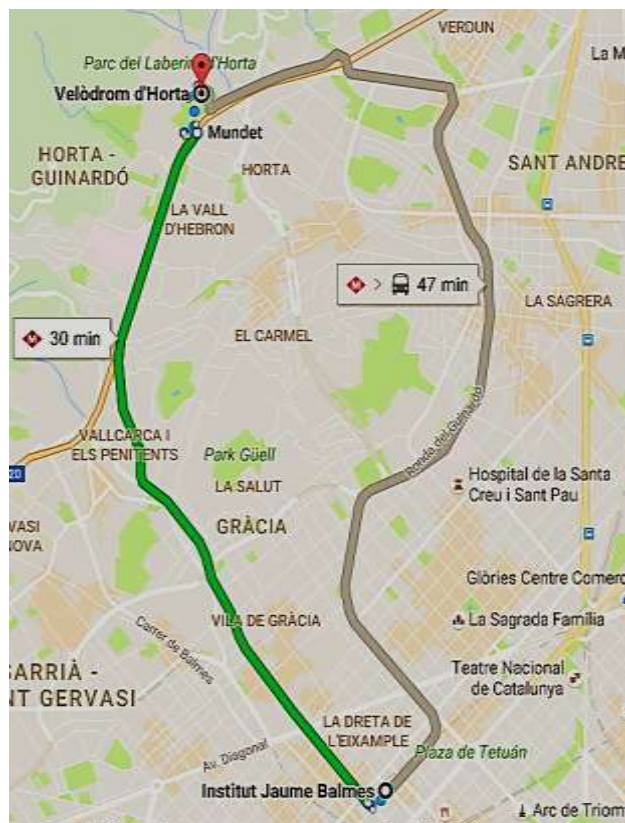 VERDUN
Parc del Laberint d'Horta
La M
Velòdrom d'Horta
Mundet
HORTA -
GUINARDÓ
HORTA
SANT ANDRE
LA VALL
D'HEBRON
M > 47 min
LA SAGRERA
M 30 min
EL CARMEL
VALLCARCA I
ELS PENITENTS
Ronda del Guinardó
Park Güell
20
LA SALUT
Hospital de la Santa
Creu i Sant Pau
VASI
NOVA
GRÀCIA
Glòries Centre Comerc
VILA DE GRÀCIA
La Sagrada Família
Carrer de Balmes
Teatre Nacional
de Catalunya
ARRIÀ -
NT GERVASI
LA DRETA DE
L'EIXAMPLE
Av. Diagonal
Plaza de Tetuán
Institut Jaume Balmes
Arc de Triom